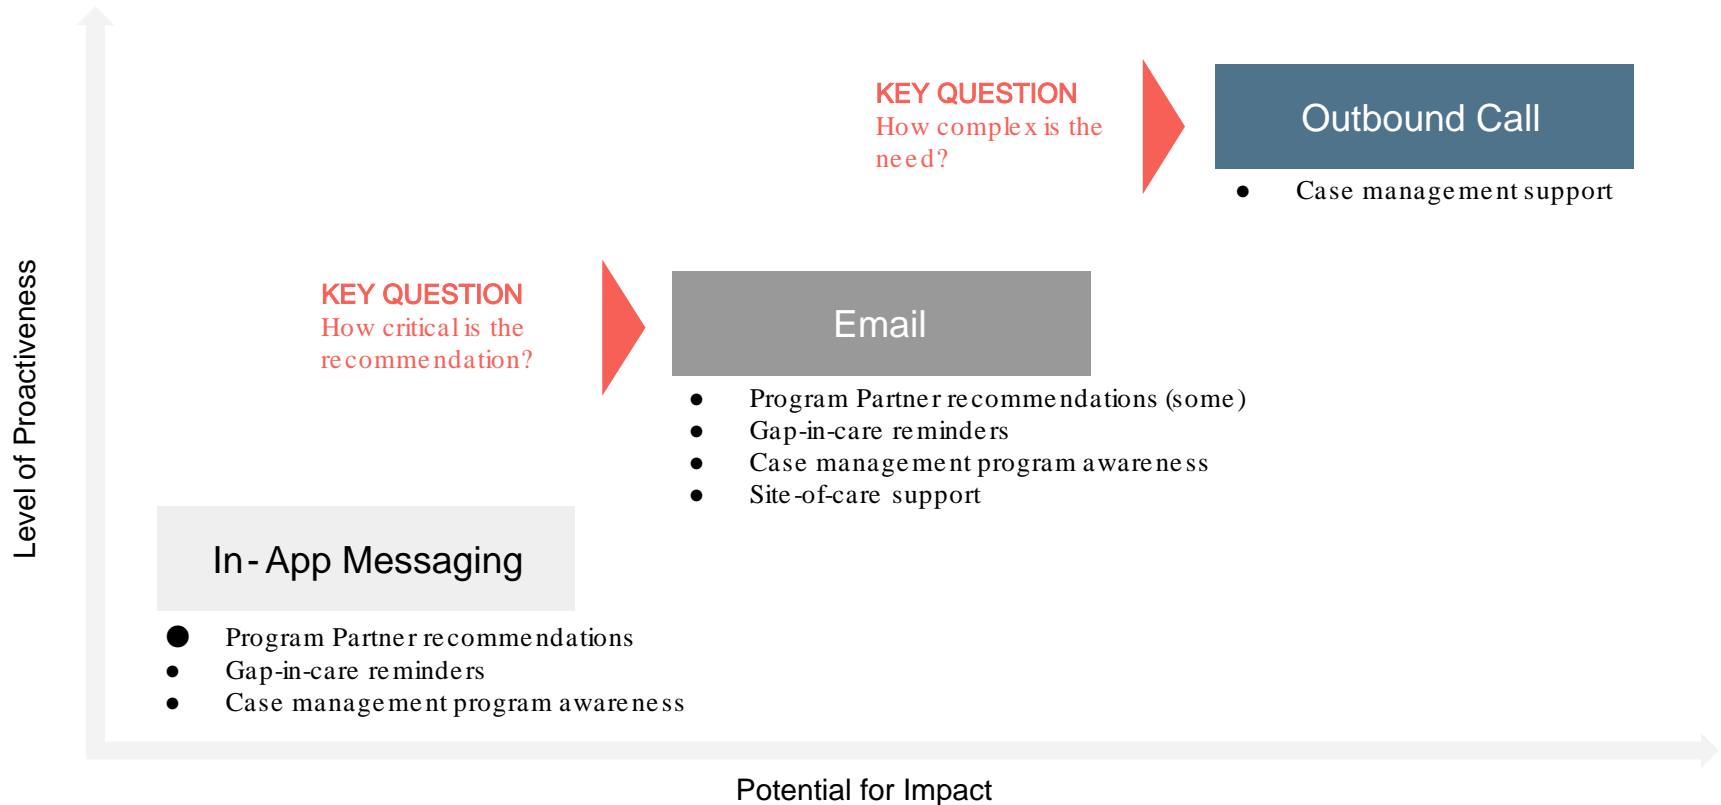 KEY QUESTION
How complex is the
need?
Outbound Call
● Case management support
KEY QUESTION
How critical is the
recommendation?
Email
● Program Partner recommendations (some)
● Gap-in-care reminders
● Case management program awareness
● Site-of-care support
In-App Messaging
● Program Partner recommendations
● Gap-in-care reminders
● Case management program awareness
Level of Proactiveness
Potential for Impact